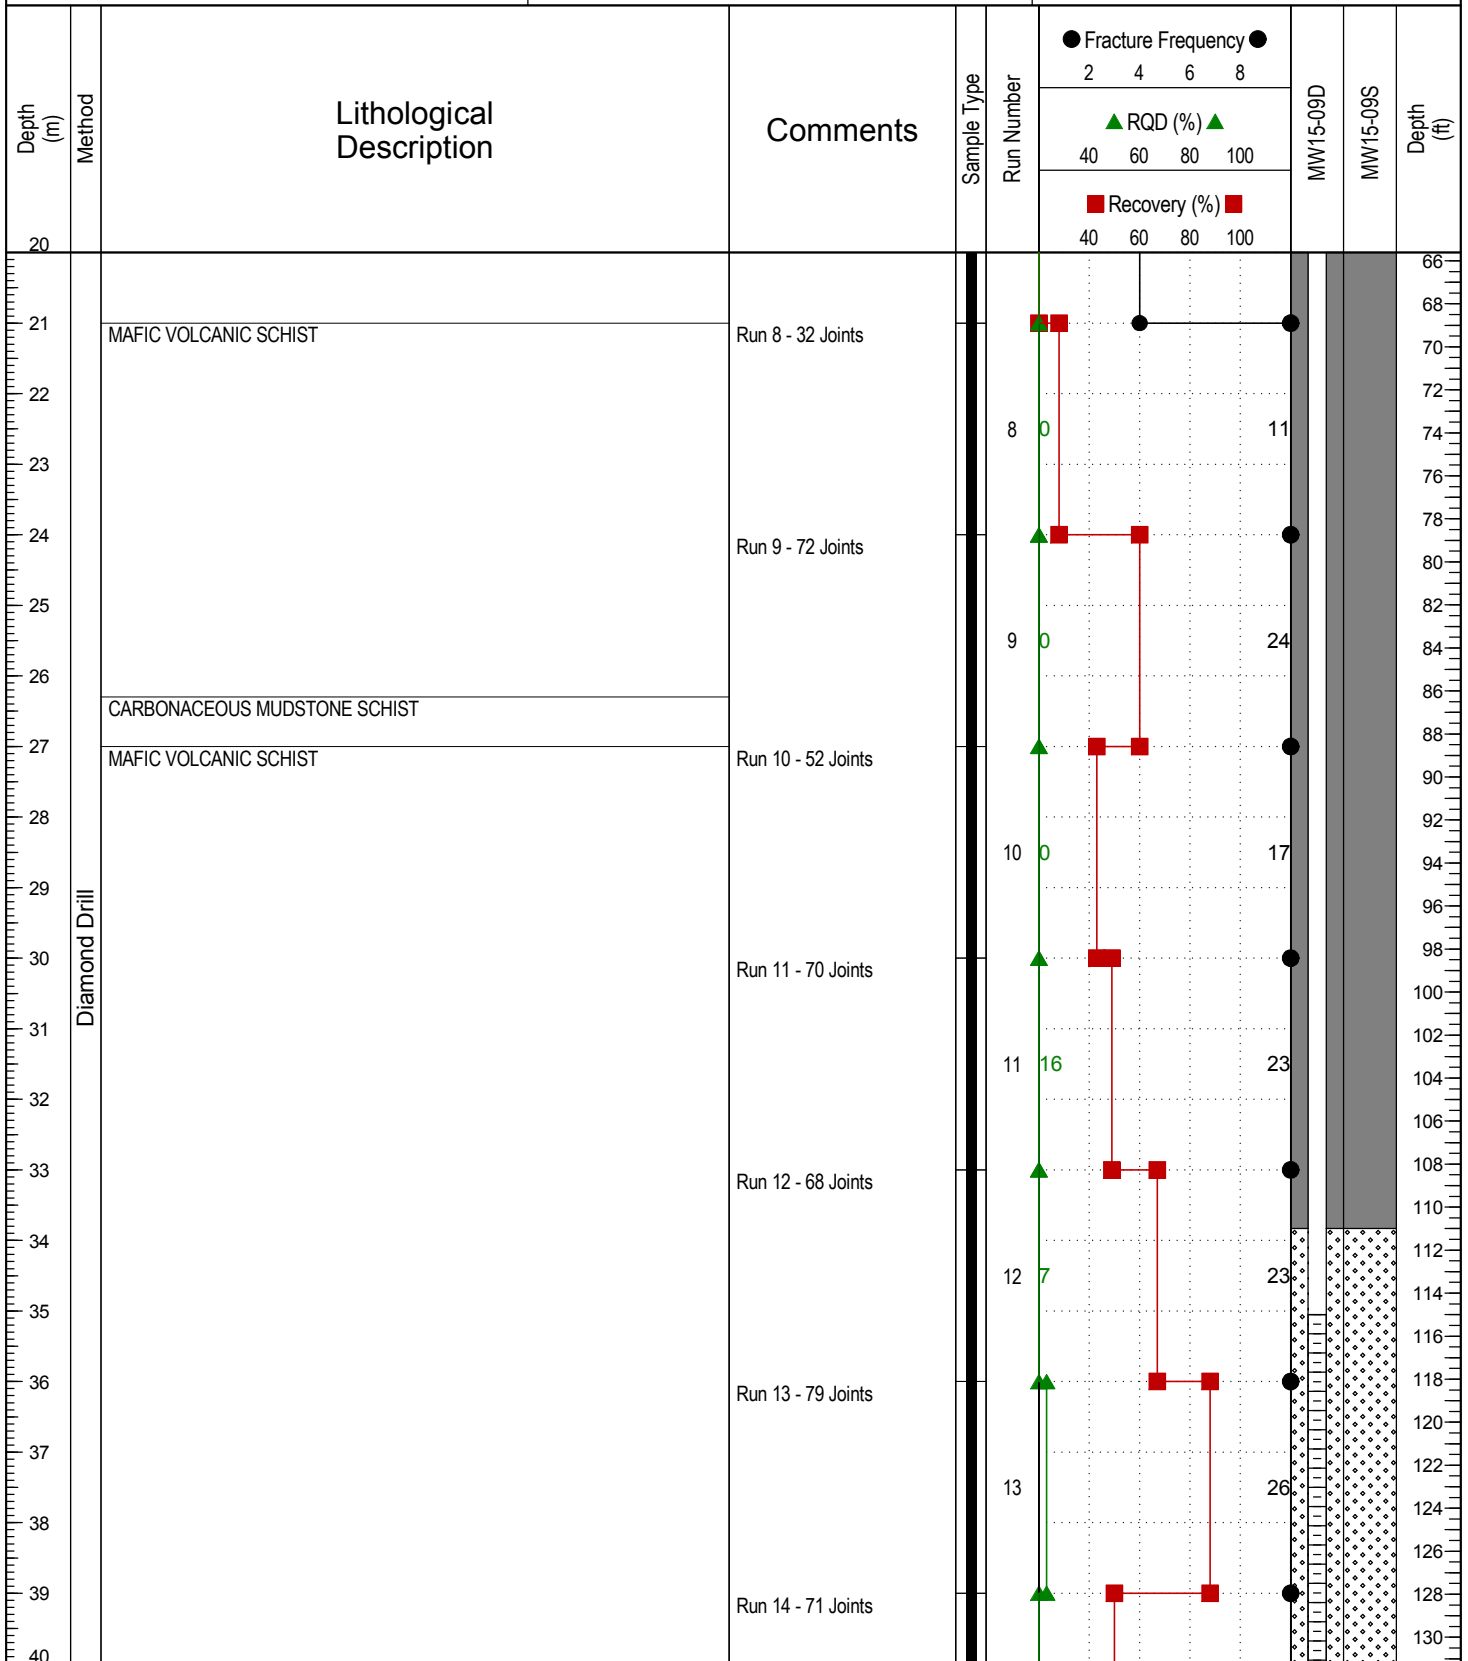 Depth
(m)
Method
Lithological
Description
Comments
Sample Type
Run Number
Fracture Frequency
2 4 6 8
RQD (%)
40 60 80 100
Recovery (%)
40 60 80 100
MW15-09D
MW15-09S
Depth
(ft)
20
66
68
21
MAFIC VOLCANIC SCHIST
Run 8 - 32 Joints
70
22
72
8 0 11
74
23
76
78
24
Run 9 - 72 Joints
80
25
82
9 0 24
84
26
86
CARBONACEOUS MUDSTONE SCHIST
88
27
MAFIC VOLCANIC SCHIST
Run 10 - 52 Joints
90
28
92
10 0 17
94
29
Diamond Drill
96
98
30
Run 11 - 70 Joints
100
31
102
11 16 23
104
32
106
108
33
Run 12 - 68 Joints
110
34
112
12 7 23
114
35
116
118
36
Run 13 - 79 Joints
120
37
122
13 26
124
38
126
128
39
Run 14 - 71 Joints
130
40